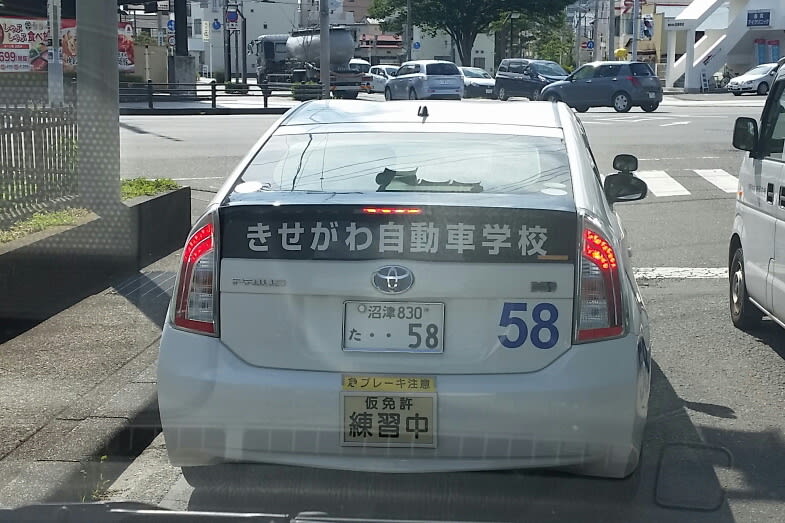 きせがわ自動車学校
沼津830
た・・58
58
急ブレーキ注意
仮免許
練習中